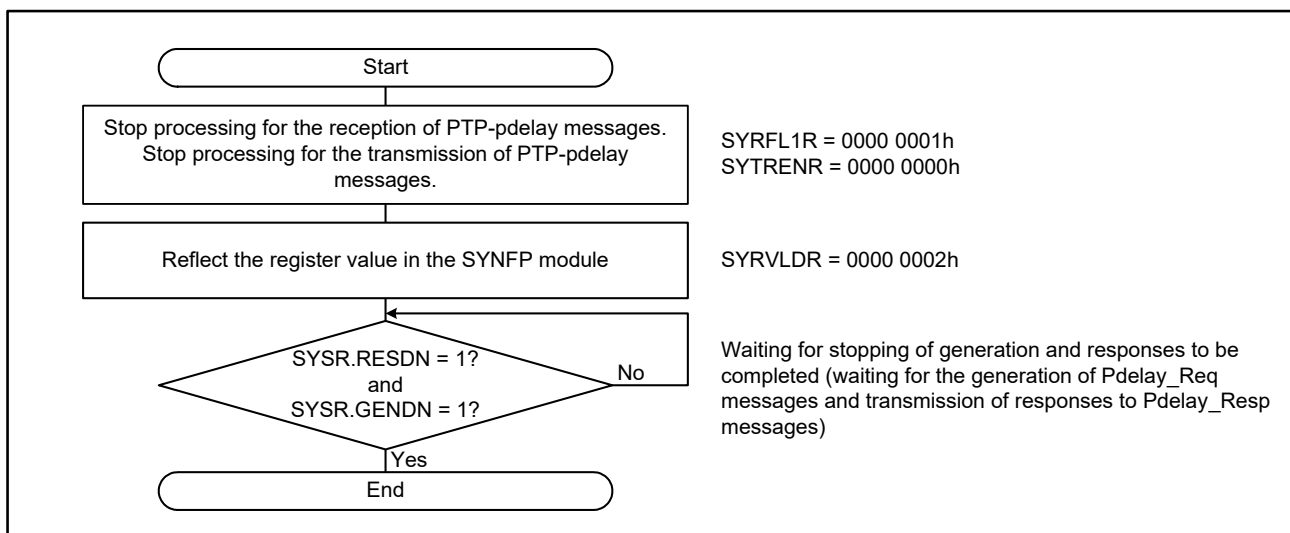 Start
Stop processing for the reception of PTP-pdelay messages.
Stop processing for the transmission of PTP-pdelay
messages.
SYRFL1R = 0000 0001h
SYTRENR = 0000 0000h
Reflect the register value in the SYNFP module
SYRVLDR = 0000 0002h
SYSR.RESDN = 1?
and
SYSR.GENDN = 1?
No
Waiting for stopping of generation and responses to be
completed (waiting for the generation of Pdelay_Req
messages and transmission of responses to Pdelay_Resp
messages)
Yes
End